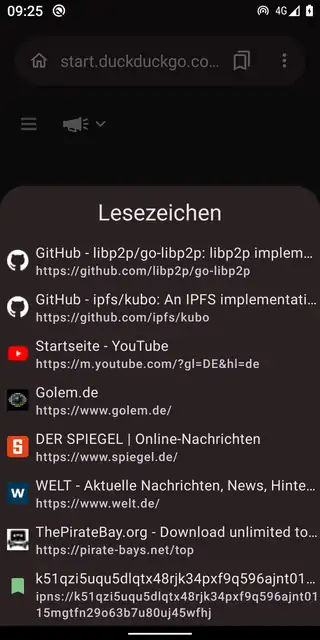 09:25
4G
start.duckduckgo.co…
Lesezeichen
GitHub - libp2p/go-libp2p: libp2p implem…
https://github.com/libp2p/go-libp2p
GitHub - ipfs/kubo: An IPFS implementati…
https://github.com/ipfs/kubo
Startseite - YouTube
https://m.youtube.com/?gl=DE&hl=de
Golem.de
https://www.golem.de/
DER SPIEGEL | Online-Nachrichten
https://www.spiegel.de/
WELT - Aktuelle Nachrichten, News, Hinte…
https://www.welt.de/
ThePirateBay.org - Download unlimited to…
https://pirate-bays.net/top
k51qzi5uqu5dlqtx48rjk34pxf9q596ajnt01…
ipns://k51qzi5uqu5dlqtx48rjk34pxf9q596ajnt01
15mgtfn29o63b7u80uj45wfhj